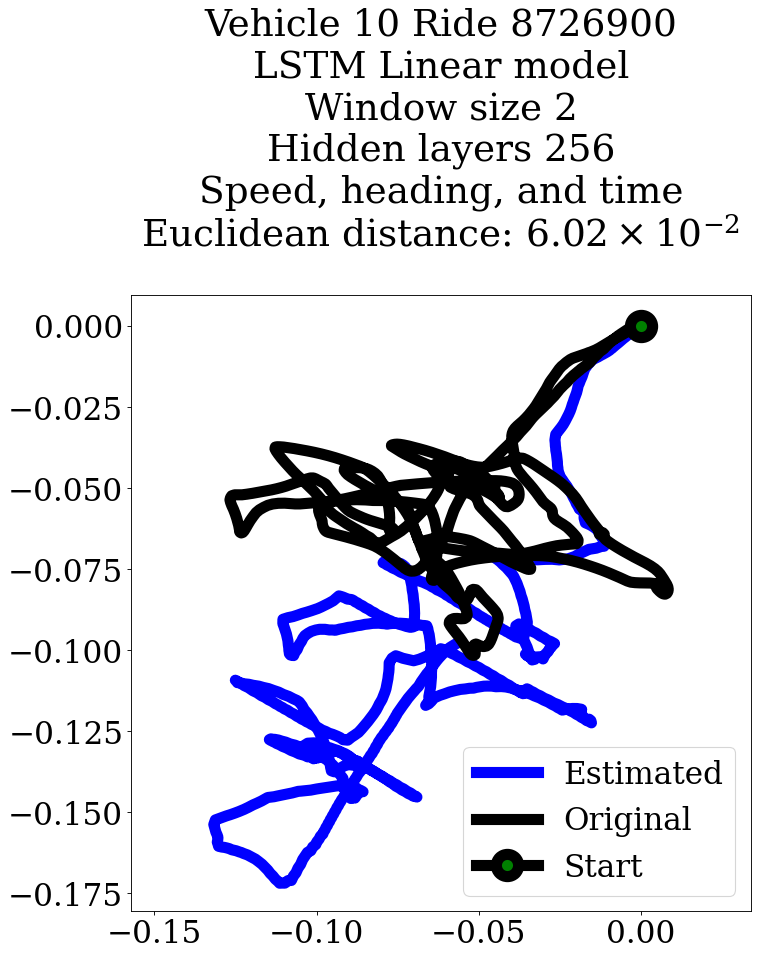 Vehicle 10 Ride 8726900
LSTM Linear model
Window size 2
Hidden layers 256
Speed, heading, and time
Euclidean distance: 6.02 × 10⁻²
0.000
−0.025
−0.050
−0.075
−0.100
−0.125
−0.150
−0.175
Estimated
Original
Start
−0.15 −0.10 −0.05 0.00